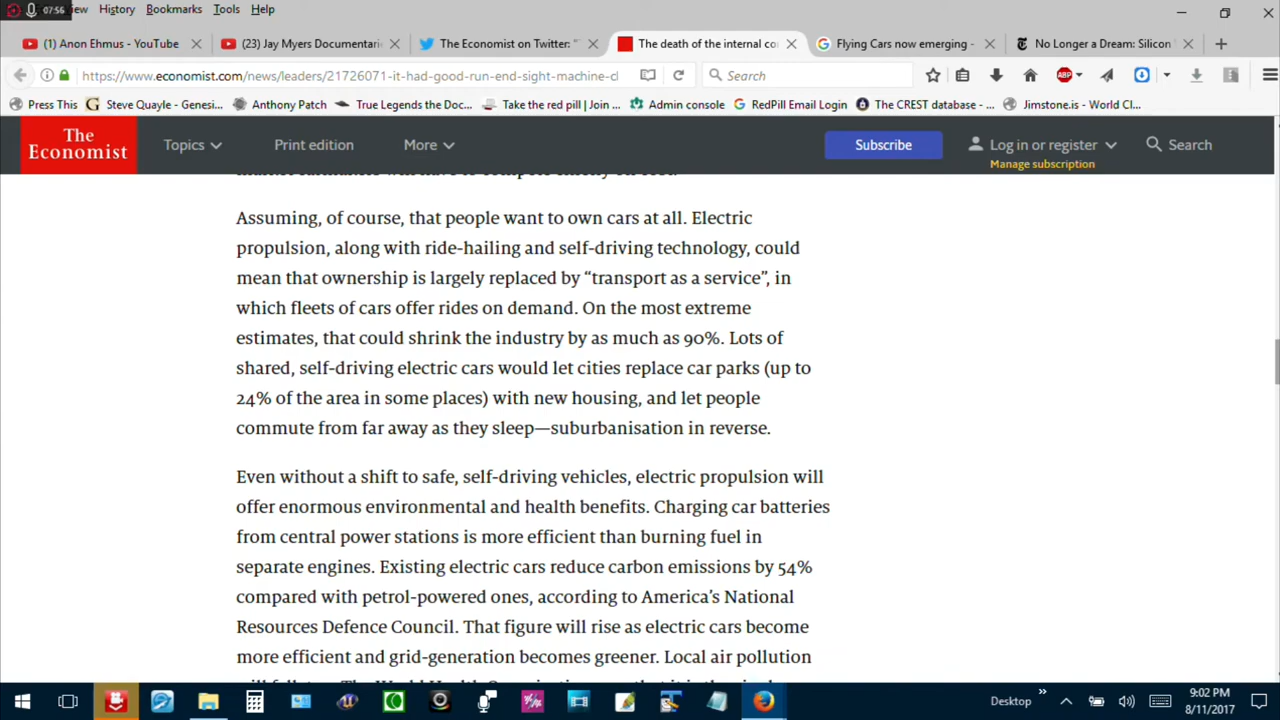 07:56 View History Bookmarks Tools Help
(1) Anon Ehmus - YouTube
(23) Jay Myers Documentari
The Economist on Twitter: "
The death of the internal co
Flying Cars now emerging -
No Longer a Dream: Silicon
https://www.economist.com/news/leaders/21726071-it-had-good-run-end-sight-machine-cl
Search
ABP
Press This
Steve Quayle - Genesi...
Anthony Patch
True Legends the Doc...
Take the red pill | Join ...
Admin console
RedPill Email Login
The CREST database - ...
Jimstone.is - World Cl...
The
Economist
Topics
Print edition
More
Subscribe
Log in or register
Manage subscription
Search
Assuming, of course, that people want to own cars at all. Electric
propulsion, along with ride-hailing and self-driving technology, could
mean that ownership is largely replaced by “transport as a service”, in
which fleets of cars offer rides on demand. On the most extreme
estimates, that could shrink the industry by as much as 90%. Lots of
shared, self-driving electric cars would let cities replace car parks (up to
24% of the area in some places) with new housing, and let people
commute from far away as they sleep—suburbanisation in reverse.
Even without a shift to safe, self-driving vehicles, electric propulsion will
offer enormous environmental and health benefits. Charging car batteries
from central power stations is more efficient than burning fuel in
separate engines. Existing electric cars reduce carbon emissions by 54%
compared with petrol-powered ones, according to America’s National
Resources Defence Council. That figure will rise as electric cars become
more efficient and grid-generation becomes greener. Local air pollution
Desktop
9:02 PM
8/11/2017